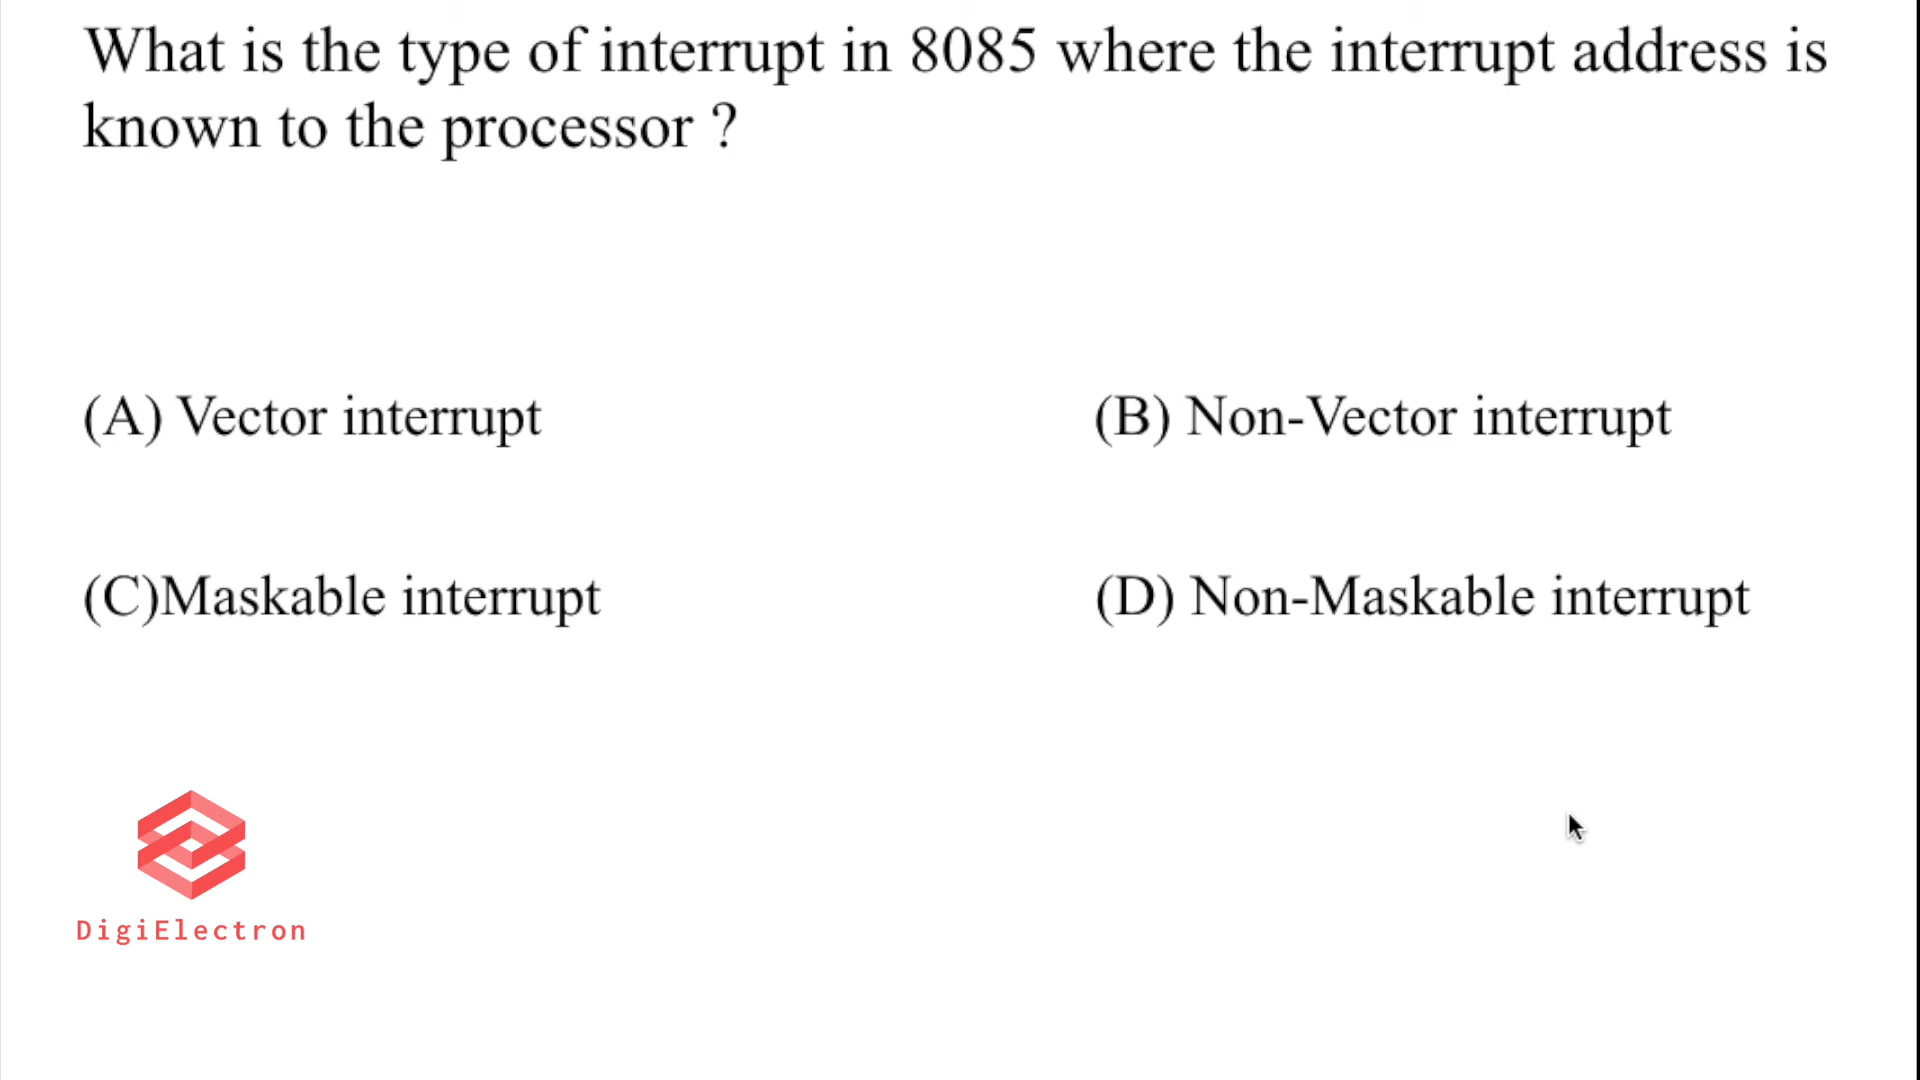 What is the type of interrupt in 8085 where the interrupt address is
known to the processor ?
(A) Vector interrupt
(B) Non-Vector interrupt
(C)Maskable interrupt
(D) Non-Maskable interrupt
DigiElectron